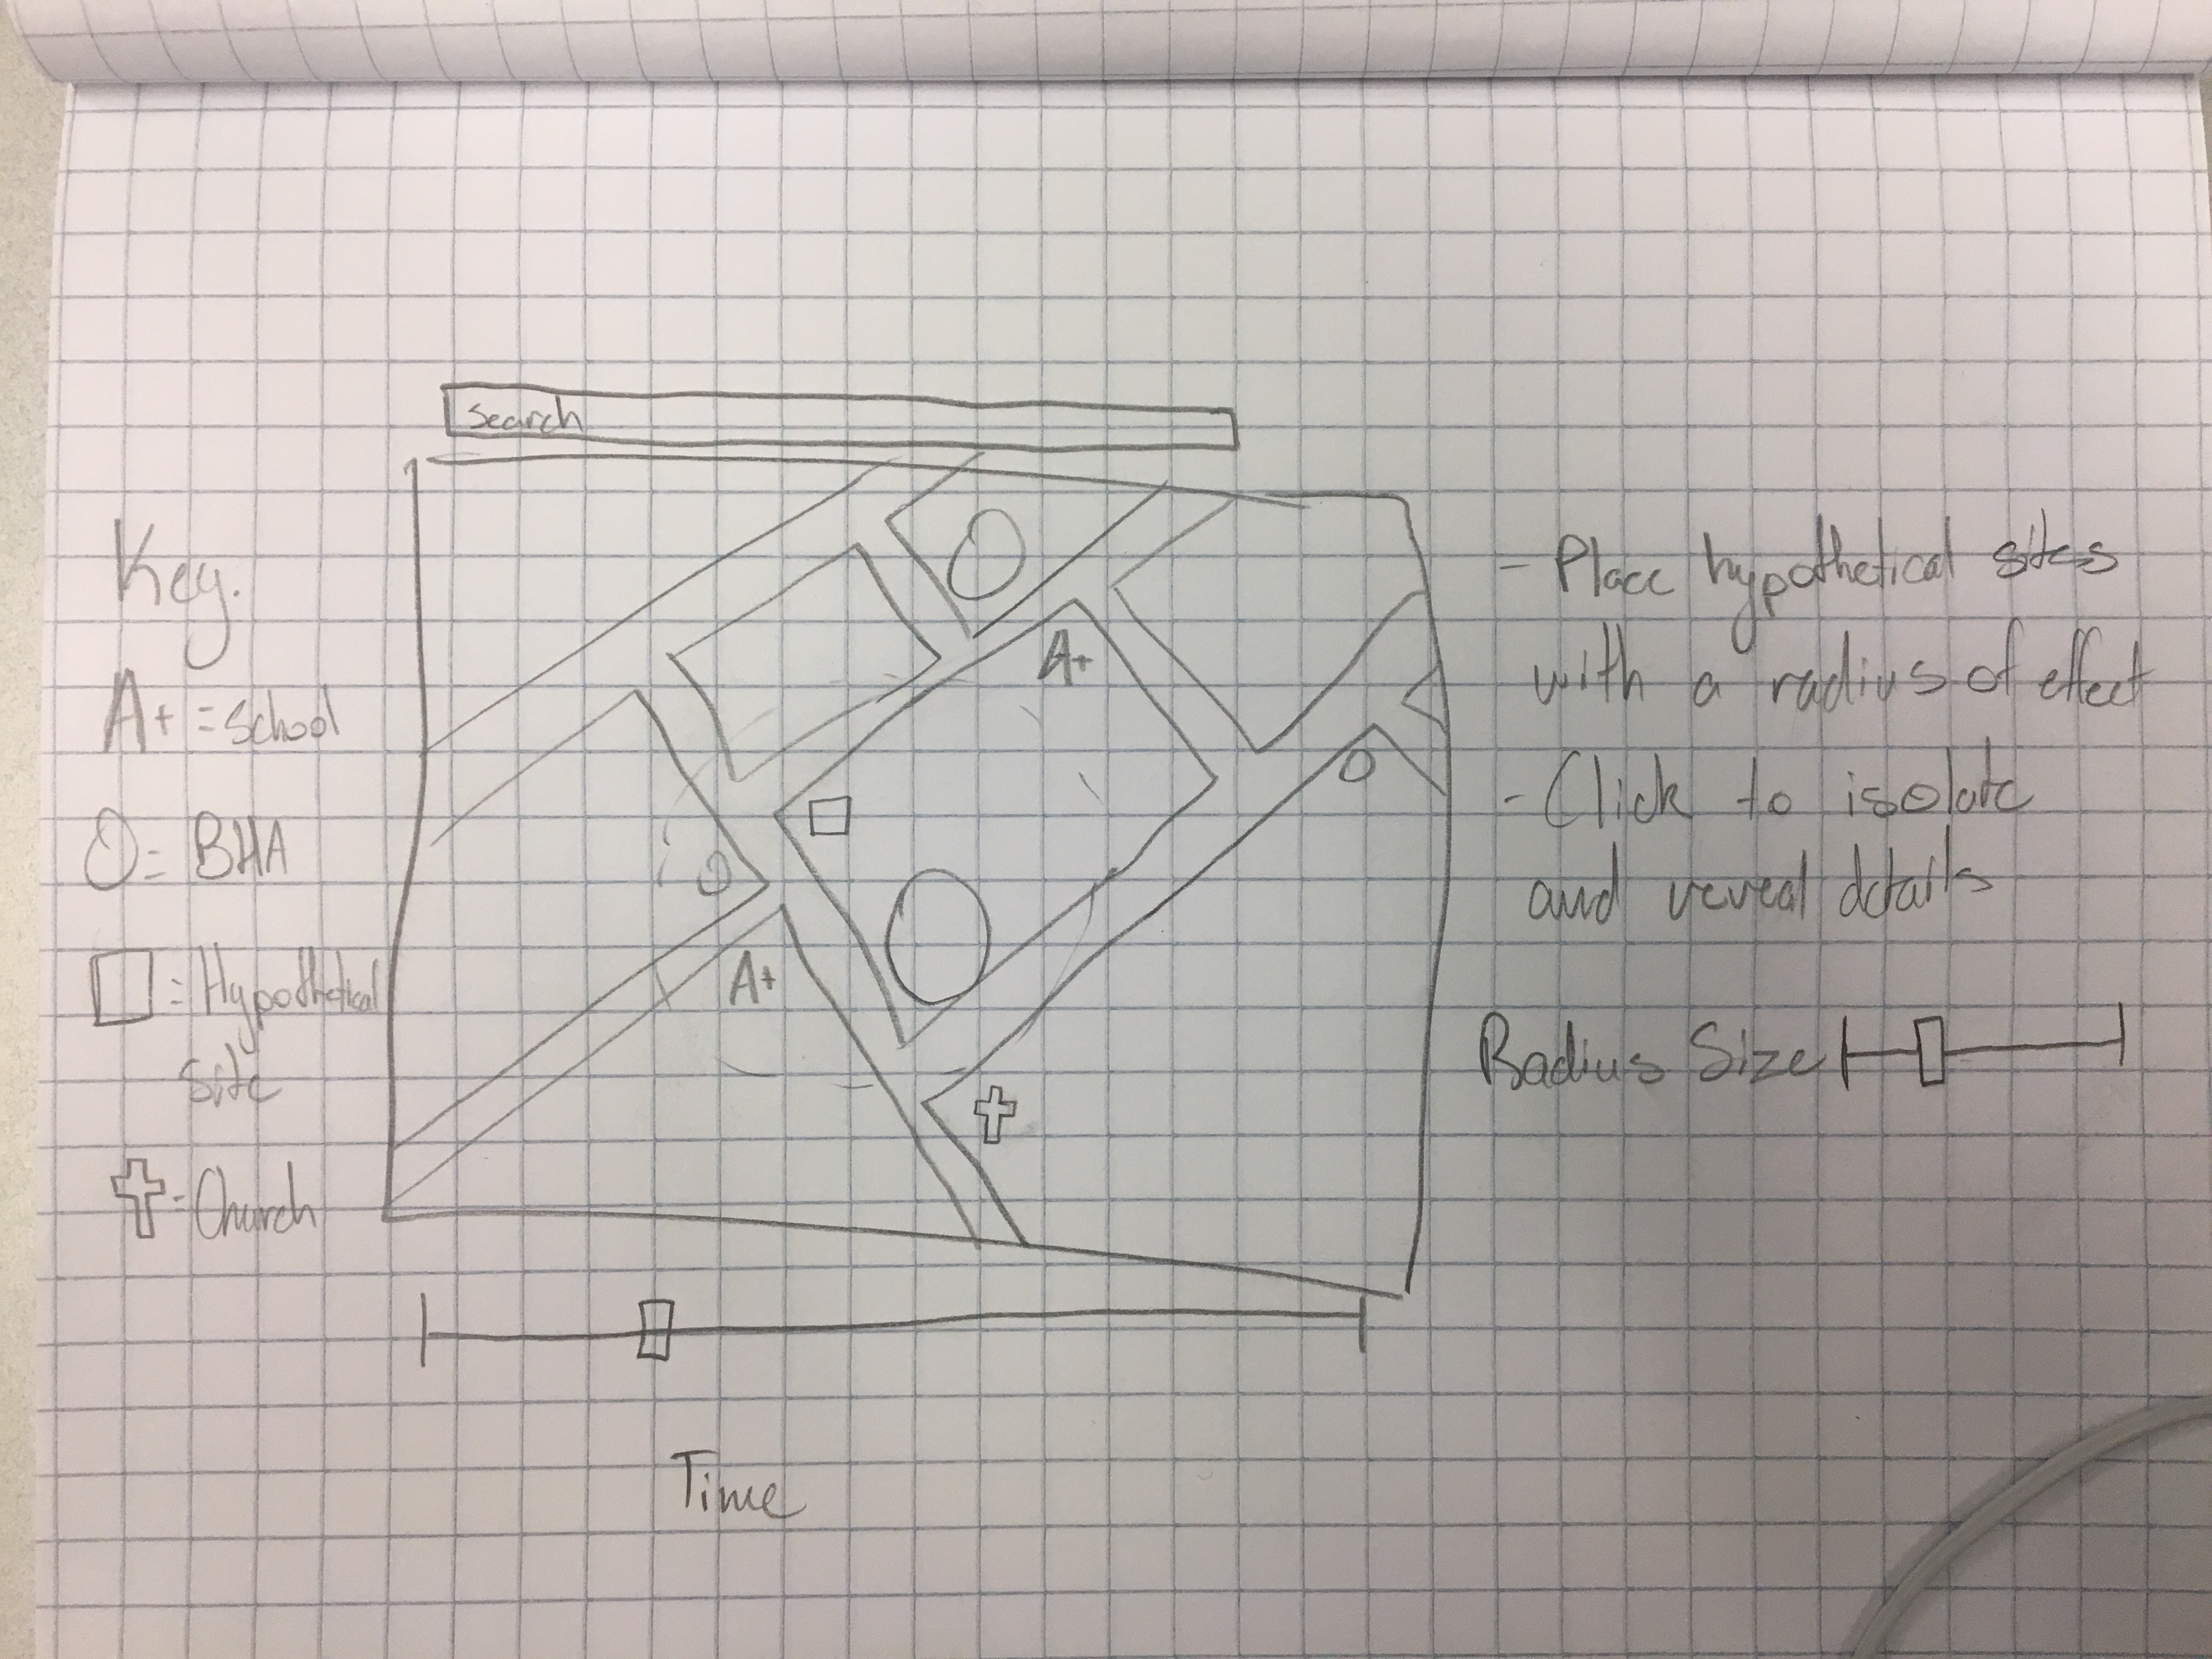 Search
Key.
A+ = School
O = BHA
= Hypothetical
Site
= Church
A+
A+
- Place hypothetical sites
with a radius of effect
- Click to isolate
and reveal details
Radius Size
Time